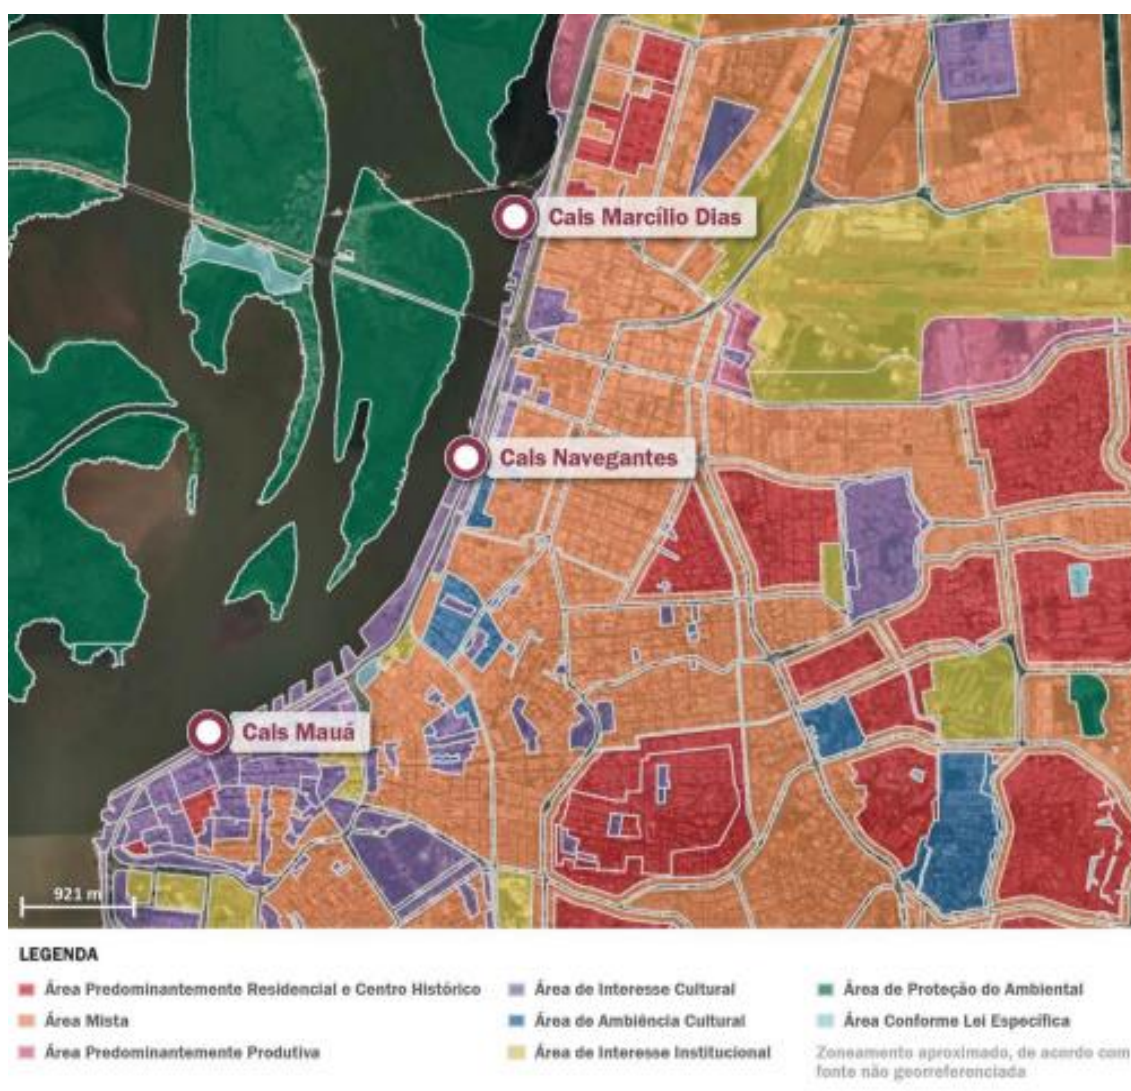 Cais Marcílio Dias
Cais Navegantes
Cais Mauá
921 m
LEGENDA
Área Predominantemente Residencial e Centro Histórico
Área Mista
Área Predominantemente Produtiva
Área de Interesse Cultural
Área de Ambiência Cultural
Área de Interesse Institucional
Área de Proteção do Ambiental
Área Conforme Lei Específica
Zoneamento aproximado, de acordo com
fonte não georreferenciada